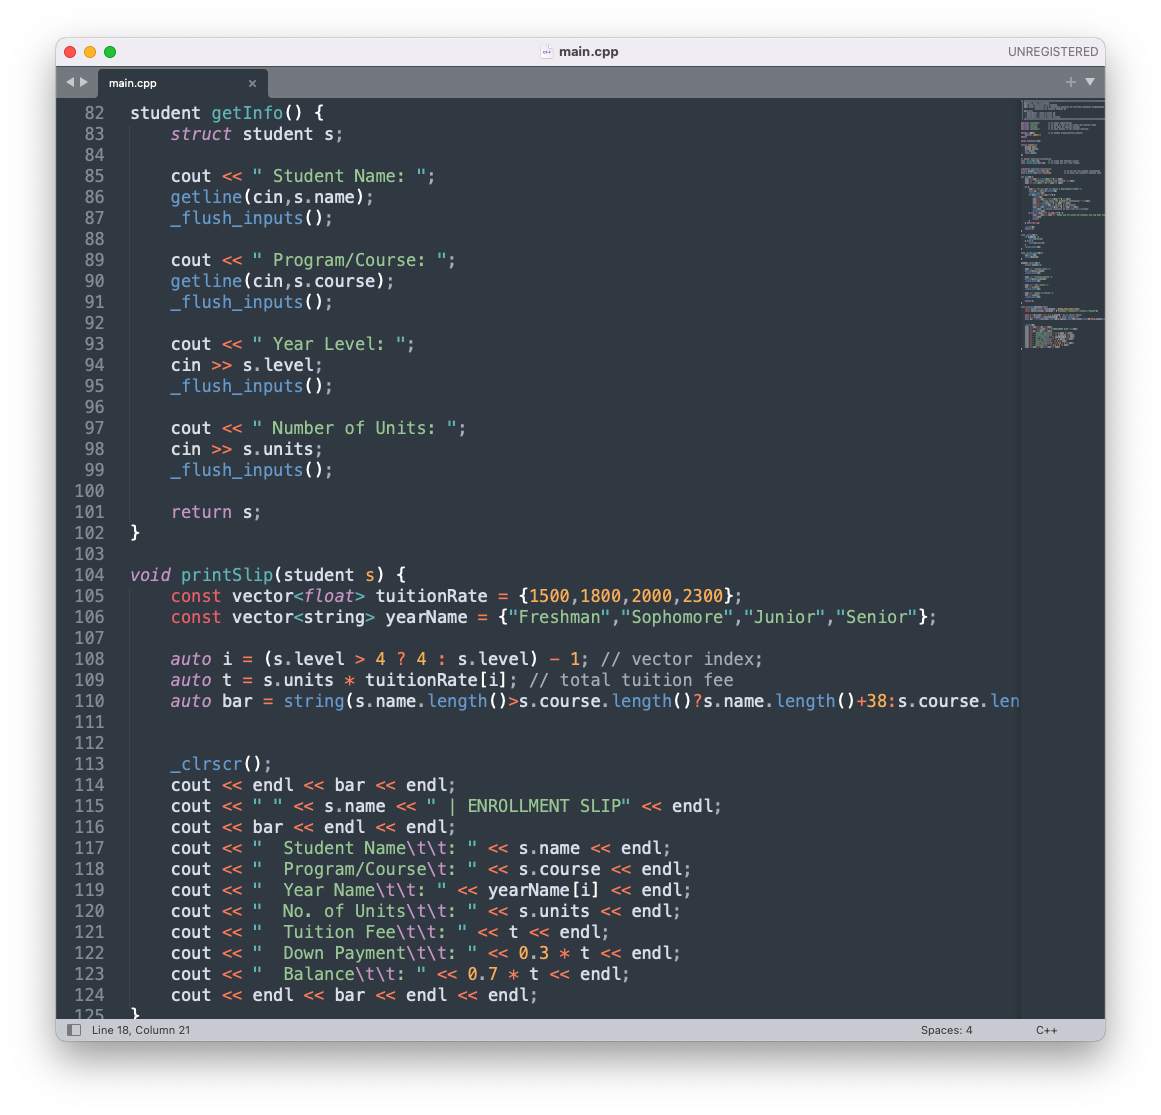 main.cpp
UNREGISTERED
main.cpp
82 student getInfo() {
83     struct student s;
84
85     cout << " Student Name: ";
86     getline(cin,s.name);
87     _flush_inputs();
88
89     cout << " Program/Course: ";
90     getline(cin,s.course);
91     _flush_inputs();
92
93     cout << " Year Level: ";
94     cin >> s.level;
95     _flush_inputs();
96
97     cout << " Number of Units: ";
98     cin >> s.units;
99     _flush_inputs();
100
101     return s;
102 }
103
104 void printSlip(student s) {
105     const vector<float> tuitionRate = {1500,1800,2000,2300};
106     const vector<string> yearName = {"Freshman","Sophomore","Junior","Senior"};
107
108     auto i = (s.level > 4 ? 4 : s.level) - 1; // vector index;
109     auto t = s.units * tuitionRate[i]; // total tuition fee
110     auto bar = string(s.name.length()>s.course.length()?s.name.length()+38:s.course.len
111
112
113     _clrscr();
114     cout << endl << bar << endl;
115     cout << " " << s.name << " | ENROLLMENT SLIP" << endl;
116     cout << bar << endl << endl;
117     cout << "  Student Name\t\t: " << s.name << endl;
118     cout << "  Program/Course\t: " << s.course << endl;
119     cout << "  Year Name\t\t: " << yearName[i] << endl;
120     cout << "  No. of Units\t\t: " << s.units << endl;
121     cout << "  Tuition Fee\t\t: " << t << endl;
122     cout << "  Down Payment\t\t: " << 0.3 * t << endl;
123     cout << "  Balance\t\t: " << 0.7 * t << endl;
124     cout << endl << bar << endl << endl;
125 }
Line 18, Column 21
Spaces: 4
C++